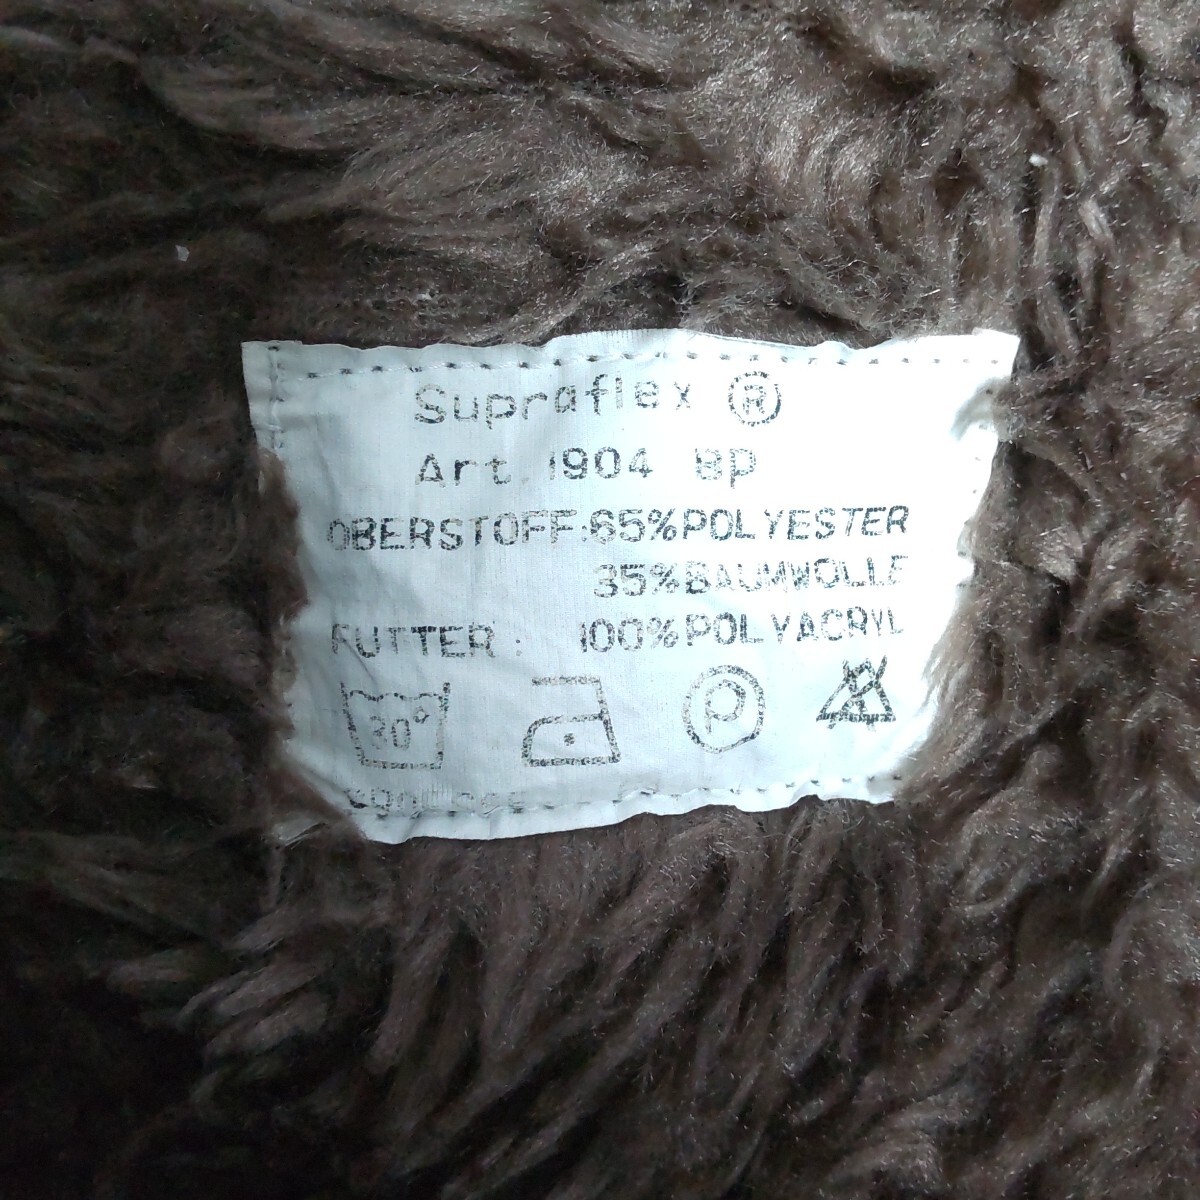 Supraflex ®
Art. 1904 BP
OBERSTOFF:65%POLYESTER
35%BAUMWOLLE
FUTTER: 100%POLYACRYL
30°
P